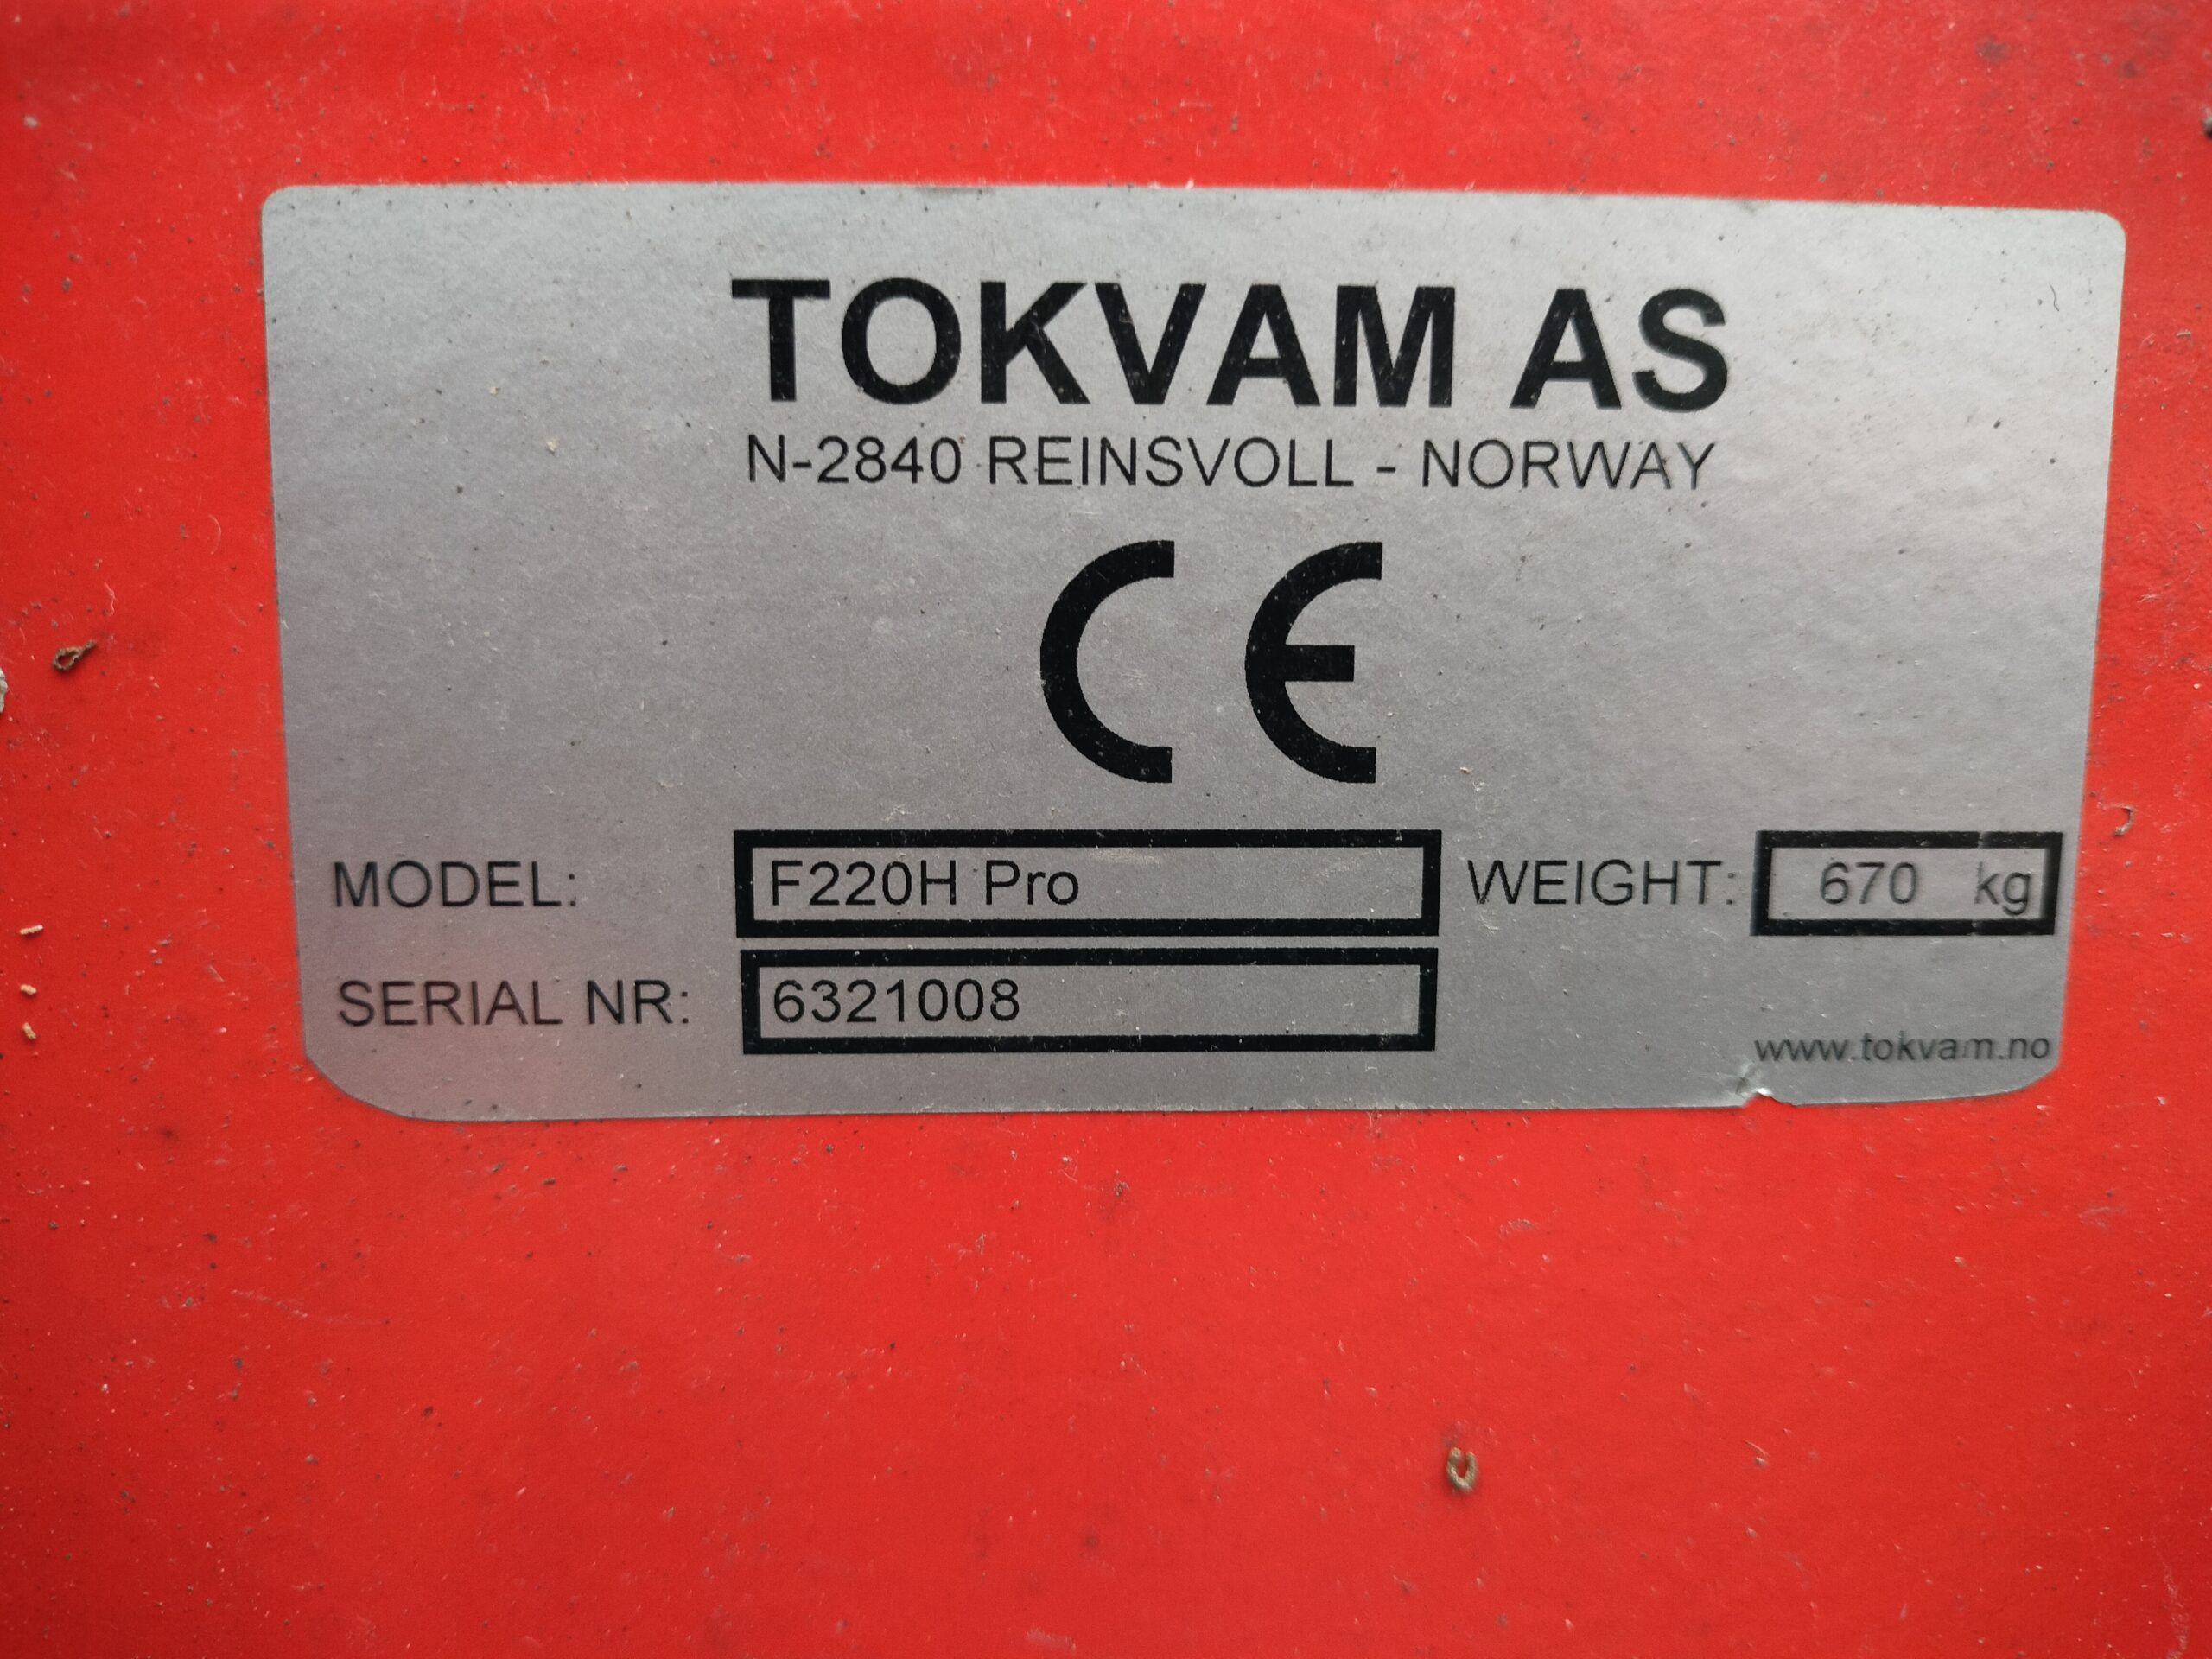 TOKVAM AS
N-2840 REINSVOLL - NORWAY
CE
MODEL: F220H Pro WEIGHT: 670 kg
SERIAL NR: 6321008
www.tokvam.no